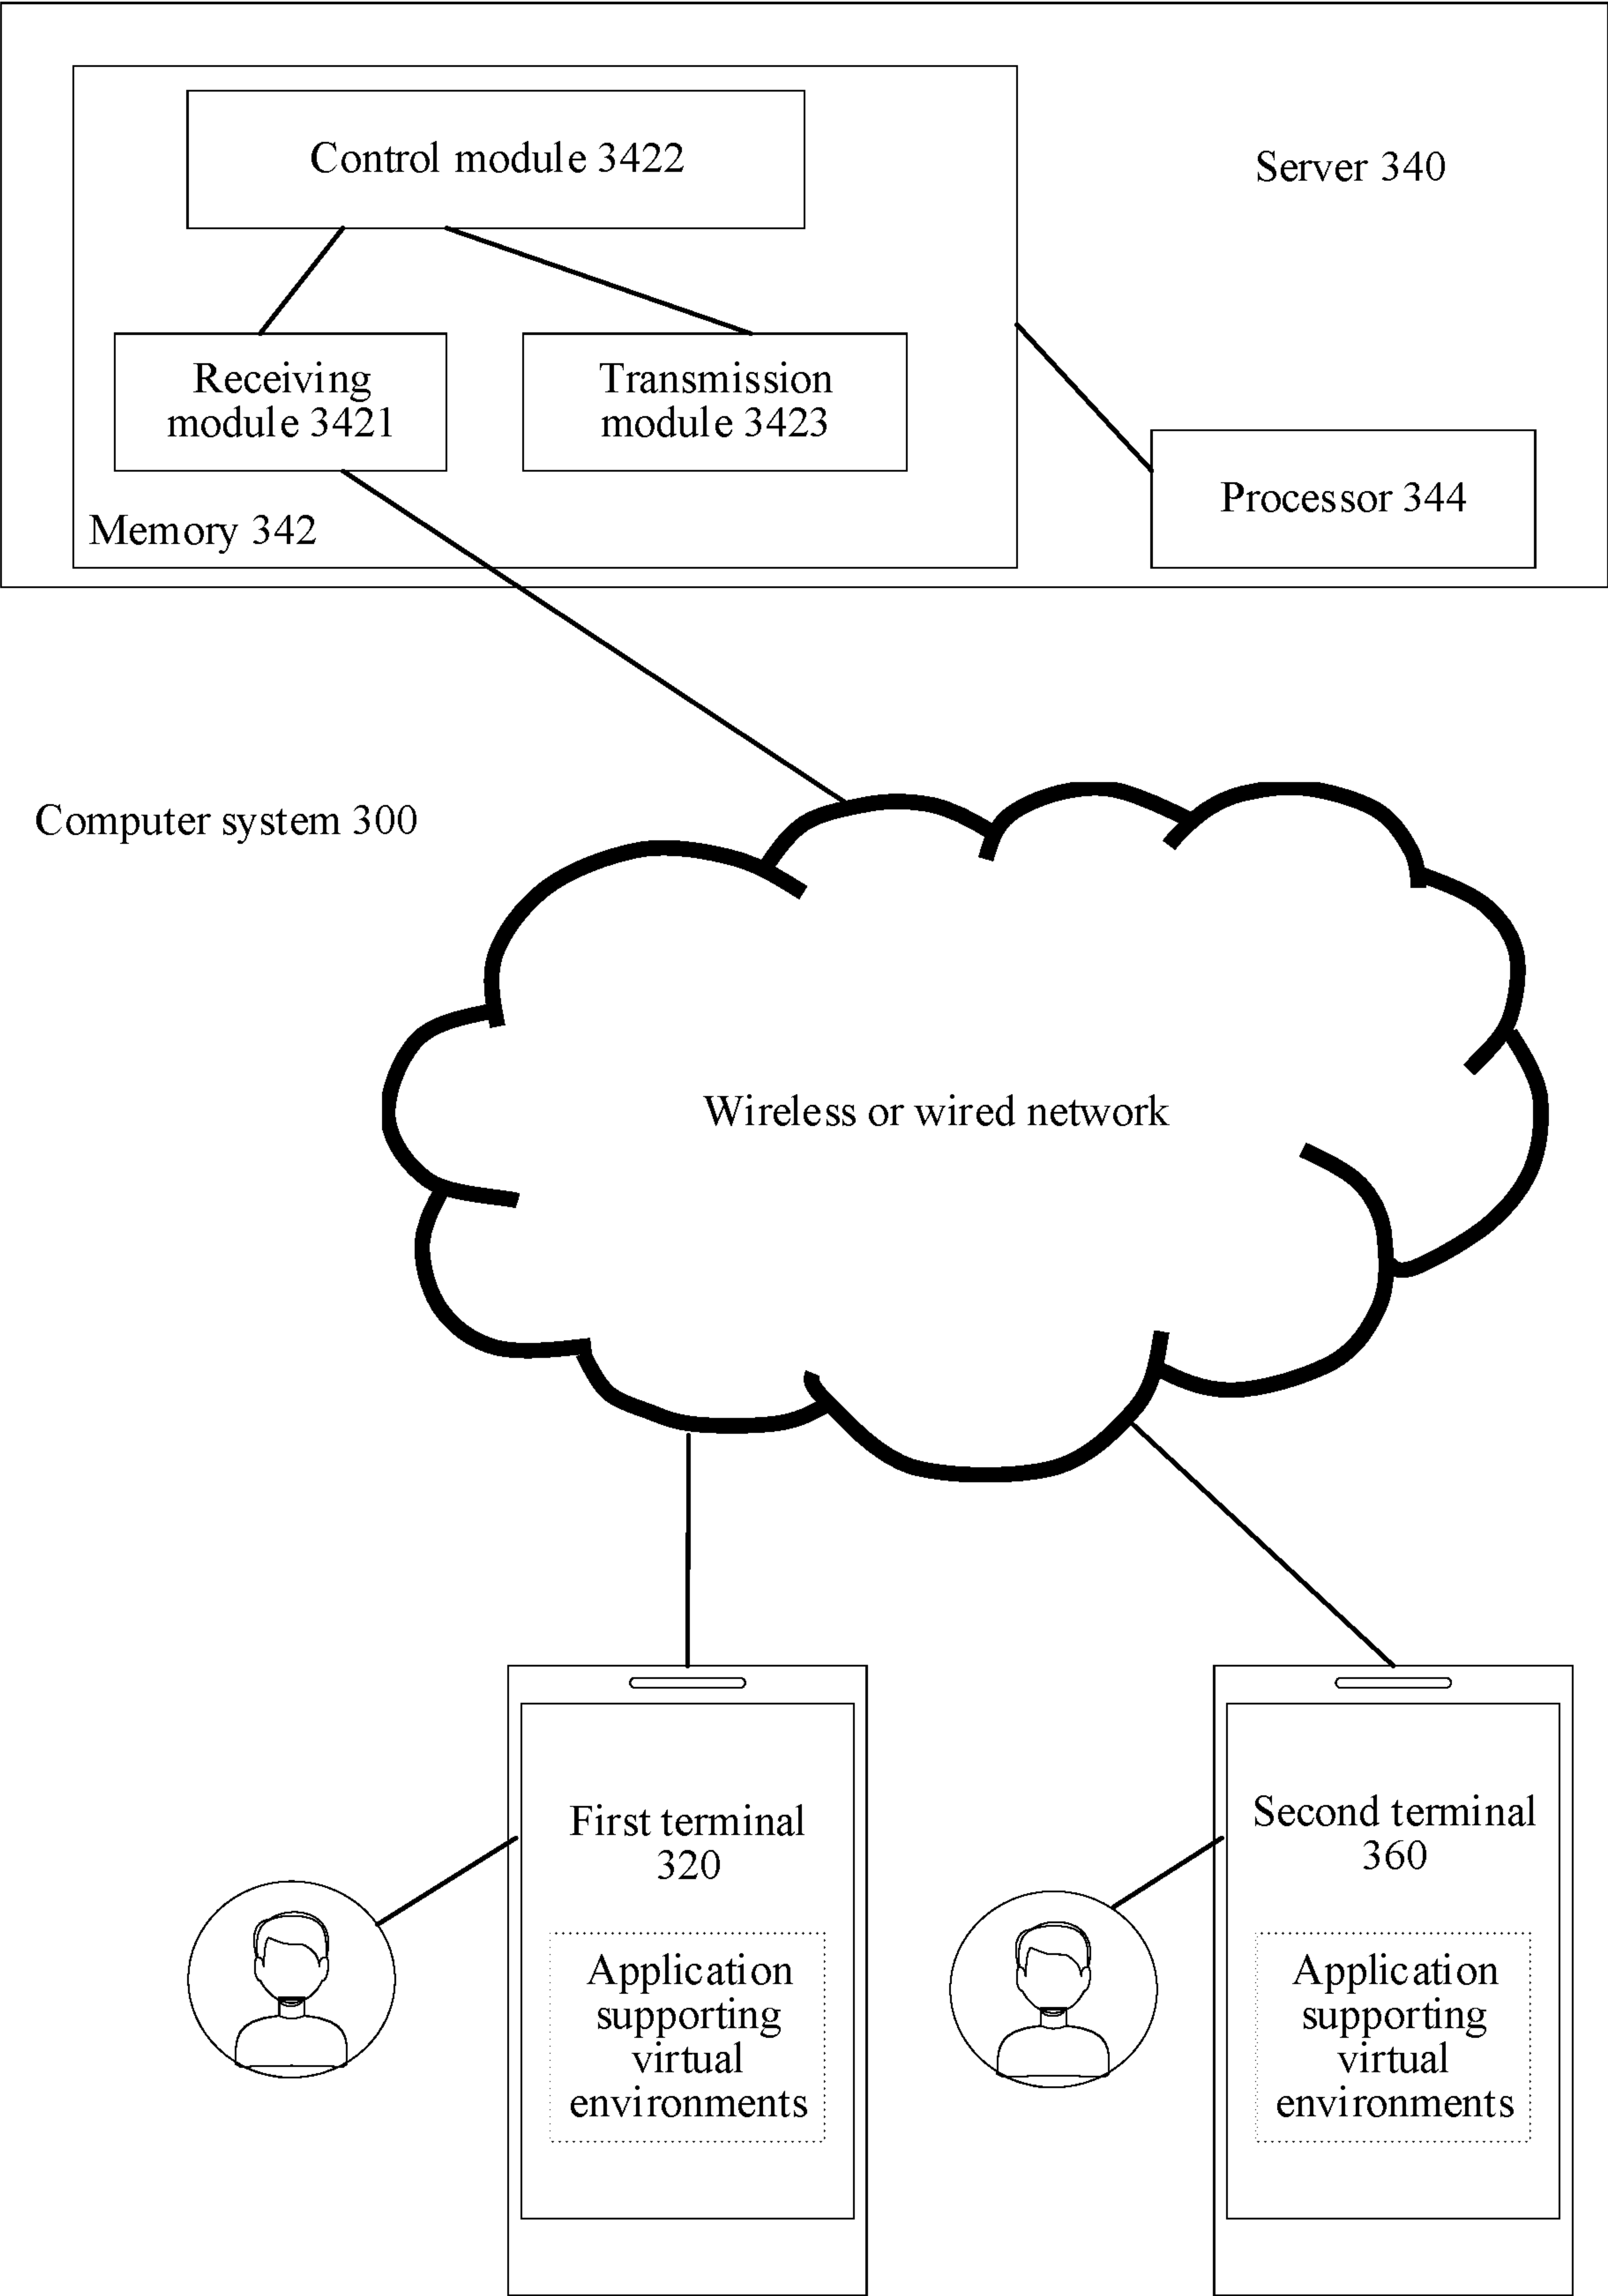 Control module 3422
Server 340
Receiving
module 3421
Transmission
module 3423
Processor 344
Memory 342
Computer system 300
Wireless or wired network
First terminal
320
Application
supporting
virtual
environments
Second terminal
360
Application
supporting
virtual
environments